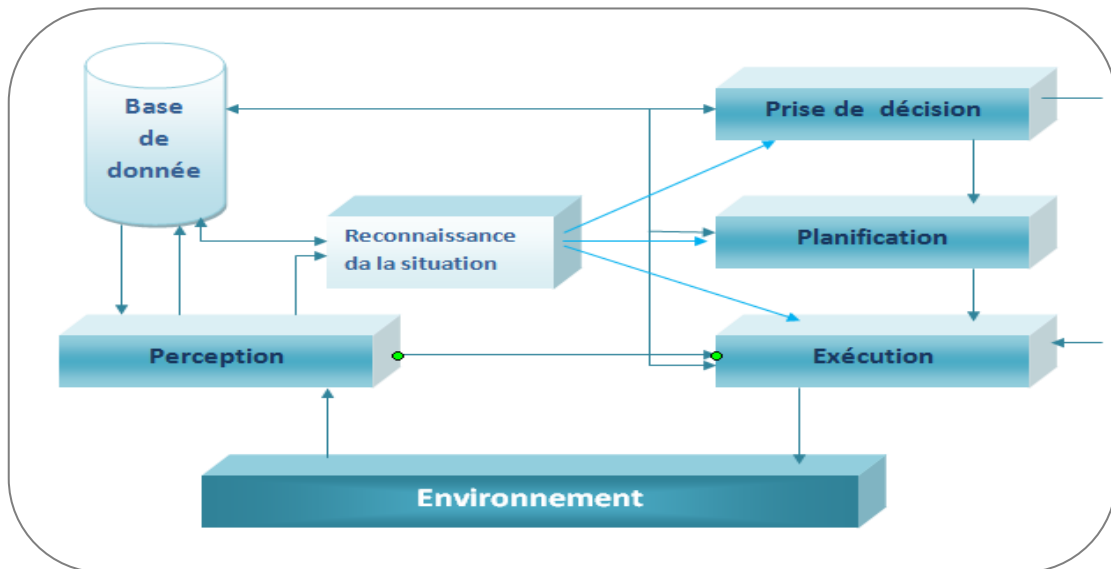 Base
de
donnée
Prise de décision
Reconnaissance
da la situation
Planification
Perception
Exécution
Environnement